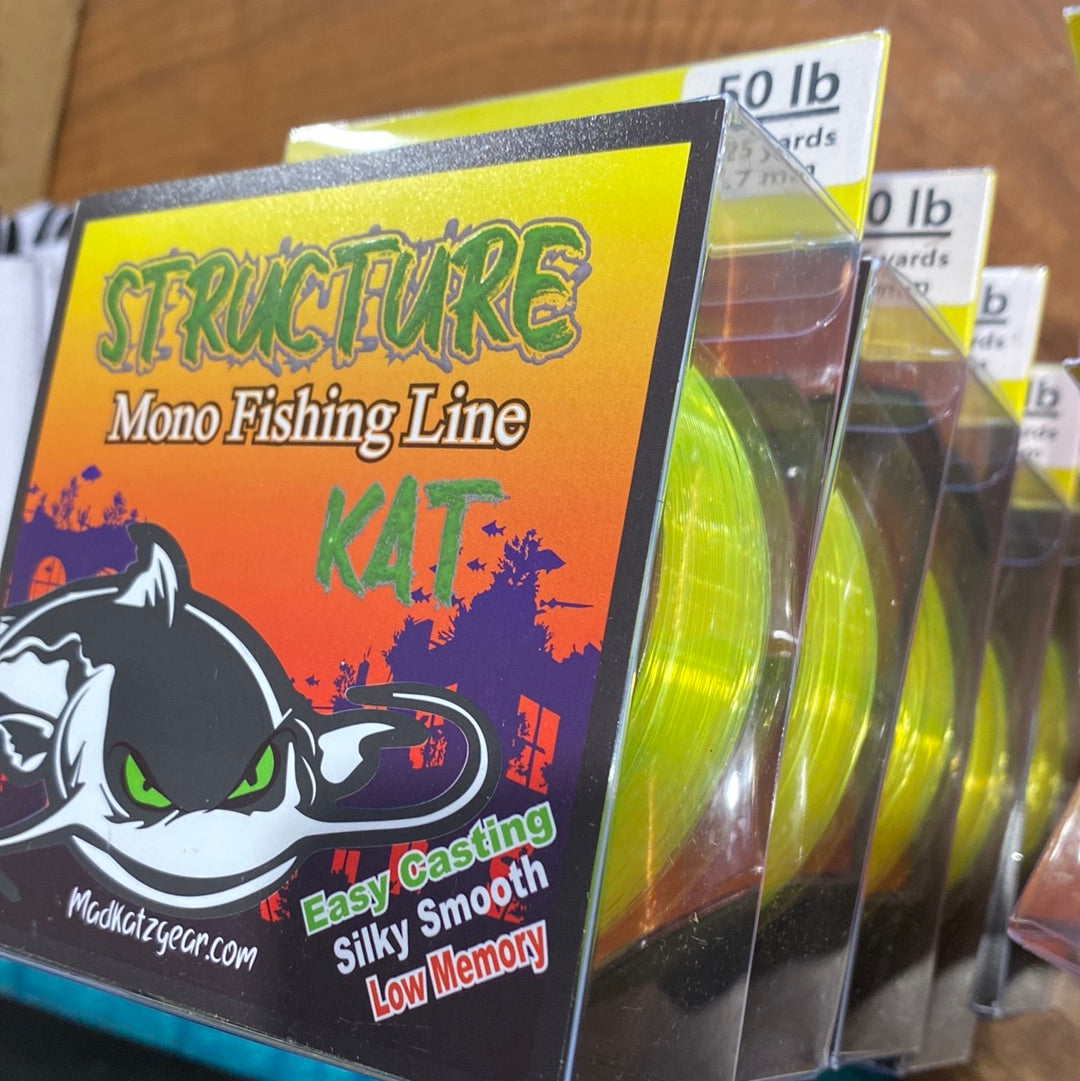 STRUCTURE
Mono Fishing Line
KAT
Easy Casting
Silky Smooth
Low Memory
MadKatzgear.com
50 lb
0 lb
yards
lb
lb